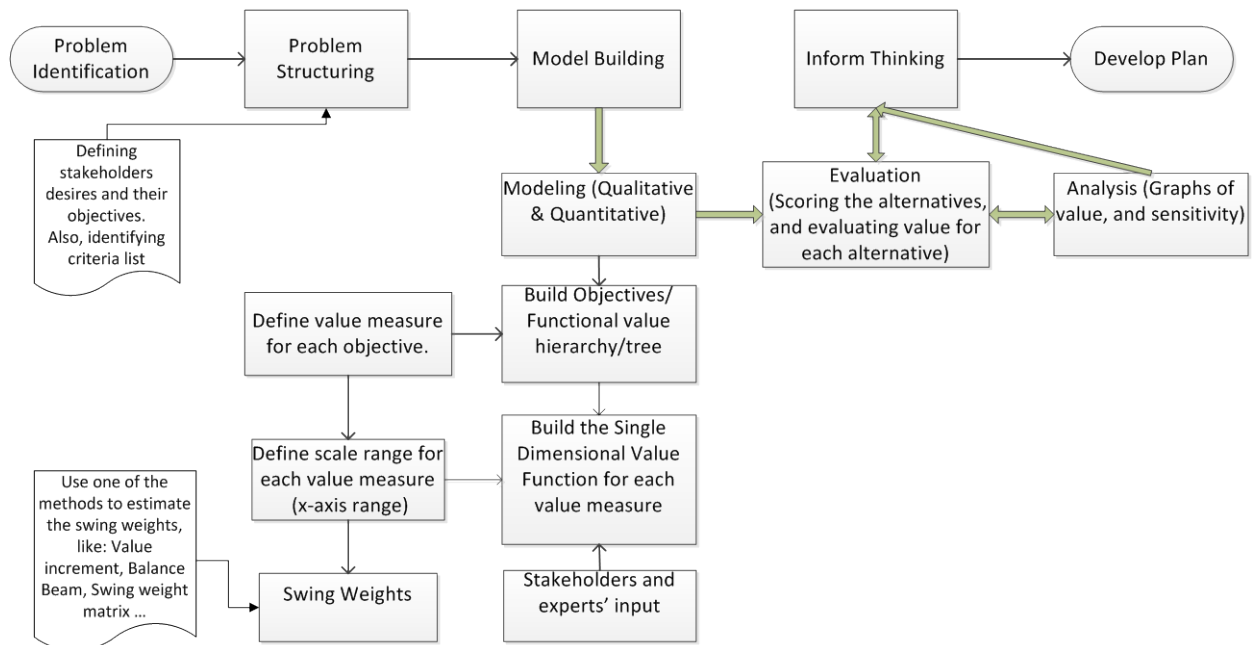 Problem
Identification
Problem
Structuring
Model Building
Inform Thinking
Develop Plan
Defining
stakeholders
desires and their
objectives.
Also, identifying
criteria list
Modeling (Qualitative
& Quantitative)
Evaluation
(Scoring the alternatives,
and evaluating value for
each alternative)
Analysis (Graphs of
value, and sensitivity)
Define value measure
for each objective.
Build Objectives/
Functional value
hierarchy/tree
Define scale range for
each value measure
(x-axis range)
Build the Single
Dimensional Value
Function for each
value measure
Use one of the
methods to estimate
the swing weights,
like: Value
increment, Balance
Beam, Swing weight
matrix ...
Swing Weights
Stakeholders and
experts’ input